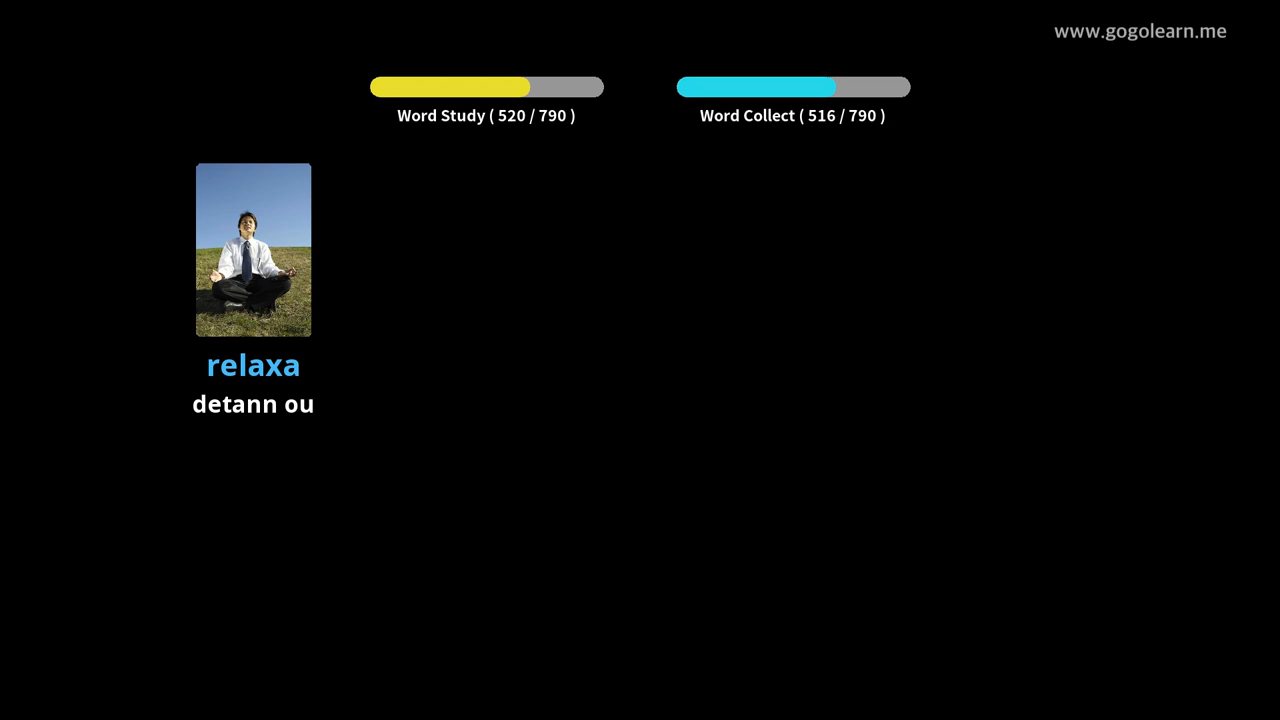 www.gogolearn.me
Word Study ( 520 / 790 )
Word Collect ( 516 / 790 )
relaxa
detann ou